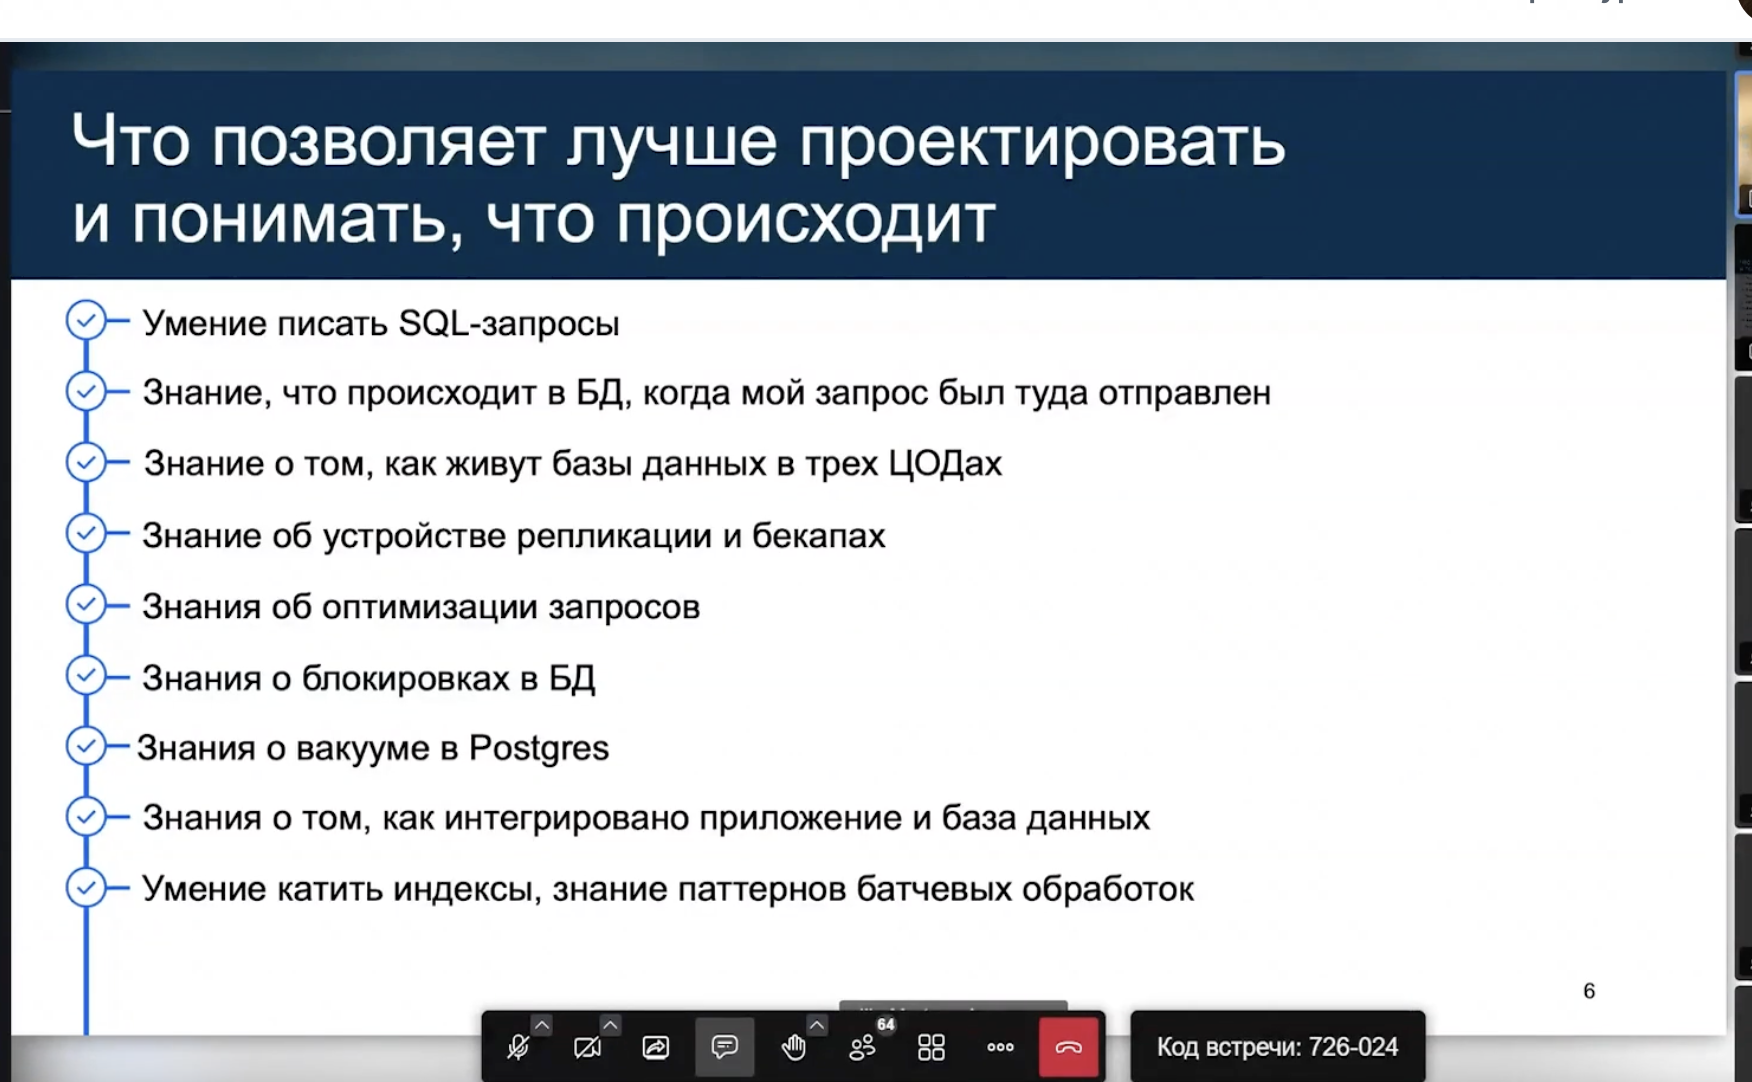 Что позволяет лучше проектировать
и понимать, что происходит
Умение писать SQL-запросы
Знание, что происходит в БД, когда мой запрос был туда отправлен
Знание о том, как живут базы данных в трех ЦОДах
Знание об устройстве репликации и бекапах
Знания об оптимизации запросов
Знания о блокировках в БД
Знания о вакууме в Postgres
Знания о том, как интегрировано приложение и база данных
Умение катить индексы, знание паттернов батчевых обработок
6
64
Код встречи: 726-024